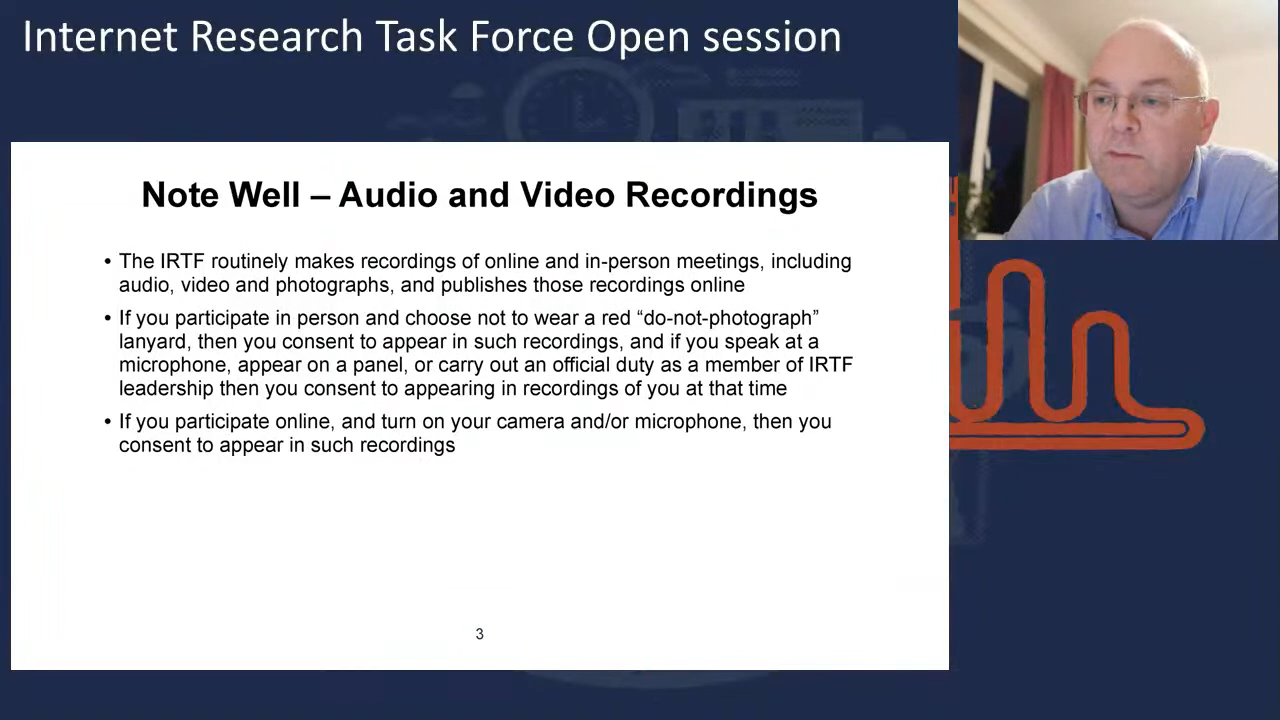 Internet Research Task Force Open session
Note Well – Audio and Video Recordings
• The IRTF routinely makes recordings of online and in-person meetings, including
audio, video and photographs, and publishes those recordings online
• If you participate in person and choose not to wear a red “do-not-photograph”
lanyard, then you consent to appear in such recordings, and if you speak at a
microphone, appear on a panel, or carry out an official duty as a member of IRTF
leadership then you consent to appearing in recordings of you at that time
• If you participate online, and turn on your camera and/or microphone, then you
consent to appear in such recordings
3